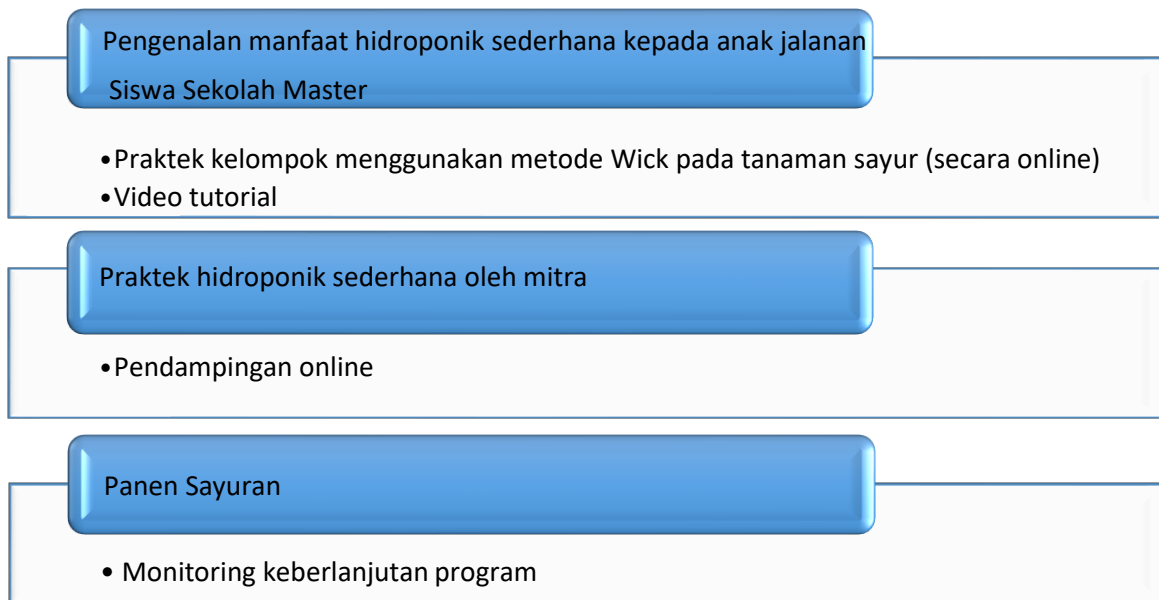 Pengenalan manfaat hidroponik sederhana kepada anak jalanan
Siswa Sekolah Master
•Praktek kelompok menggunakan metode Wick pada tanaman sayur (secara online)
•Video tutorial
Praktek hidroponik sederhana oleh mitra
•Pendampingan online
Panen Sayuran
• Monitoring keberlanjutan program